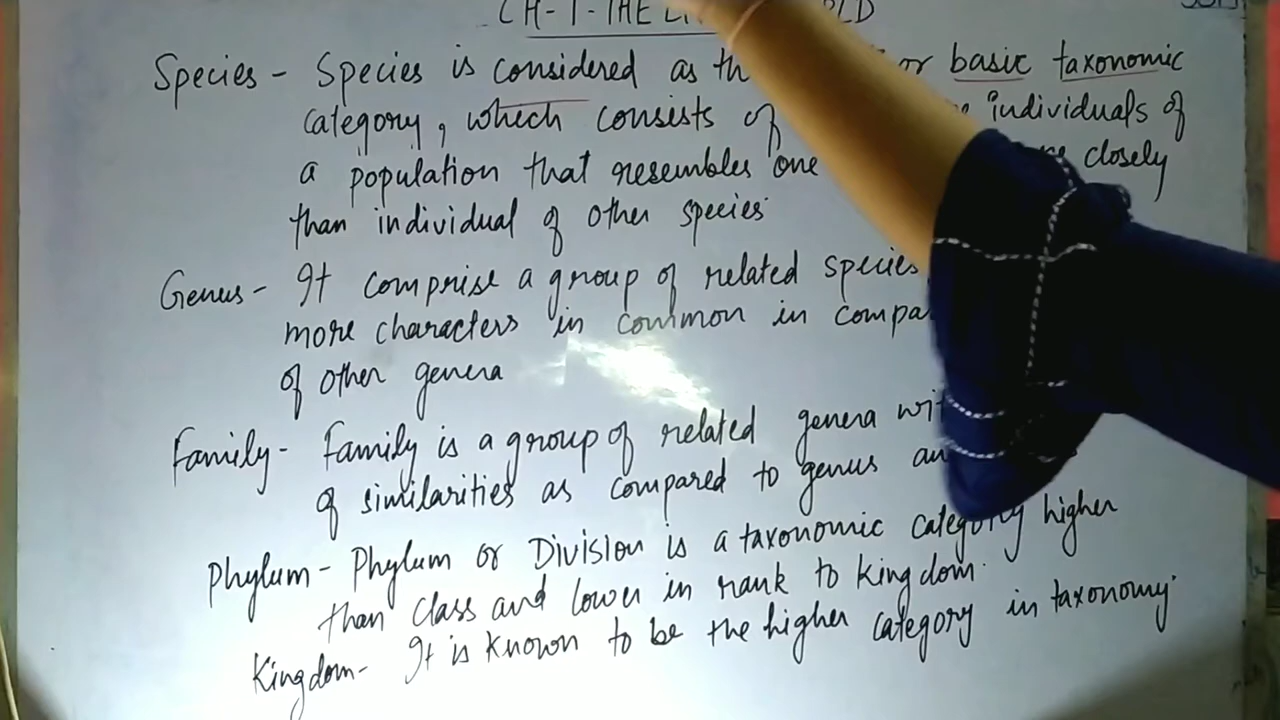 CH-1-THE
Species - Species is considered as th or basic taxonomic
category, which consists of individuals of
a population that resembles one closely
than individual of other species
Genus - It comprise a group of related species
more characters in common in compa
of other genera
Family - Family is a group of related genera wi
of similarities as compared to genus an
Phylum - Phylum or Division is a taxonomic category higher
than class and lower in rank to kingdom.
Kingdom - It is known to be the higher category in taxonomy